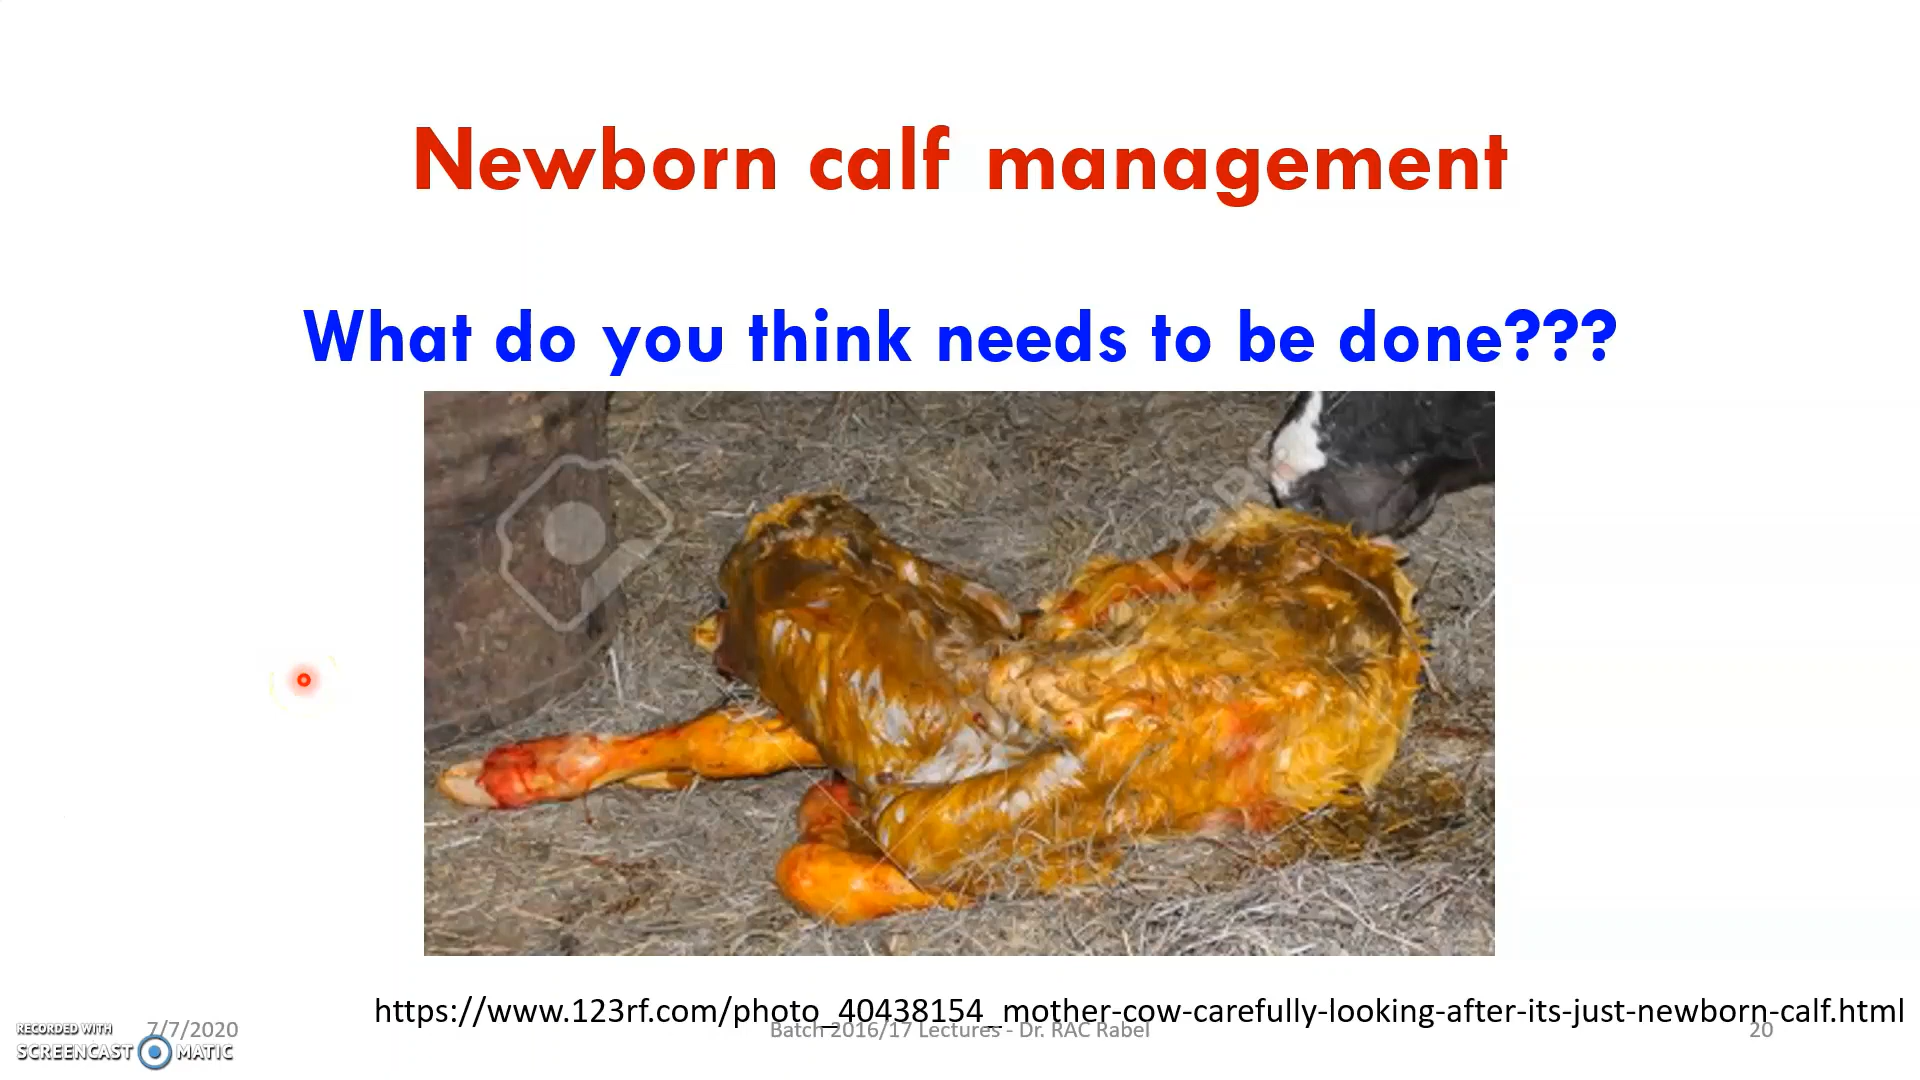 Newborn calf management
What do you think needs to be done???
123RF
https://www.123rf.com/photo_40438154_mother-cow-carefully-looking-after-its-just-newborn-calf.html
RECORDED WITH
SCREENCAST MATIC
7/7/2020
Batch 2016/17 Lectures - Dr. RAC Rabel
20